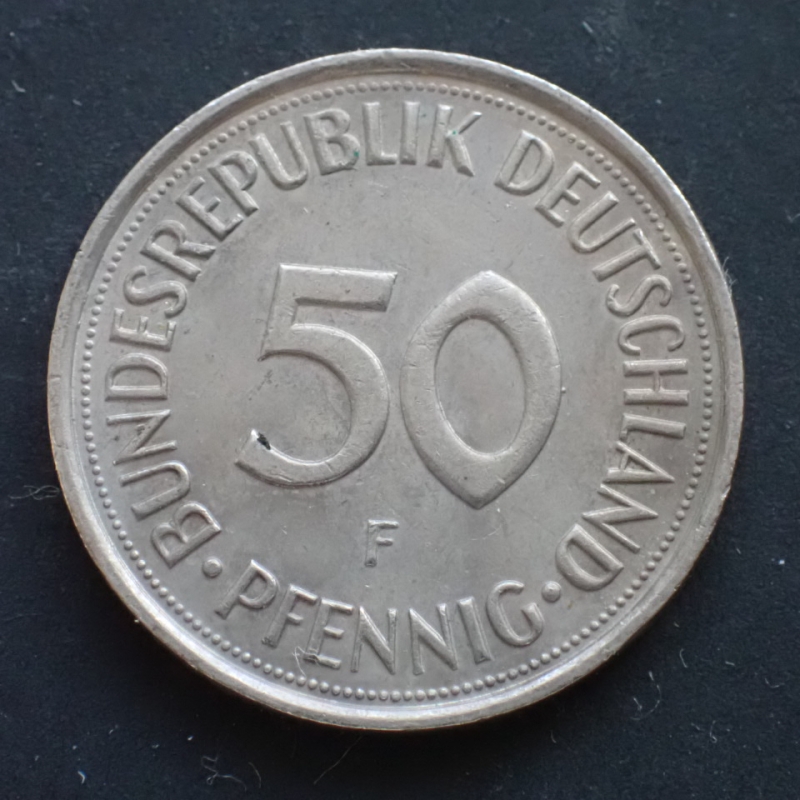 BUNDESREPUBLIK DEUTSCHLAND
50
F
· PFENNIG ·